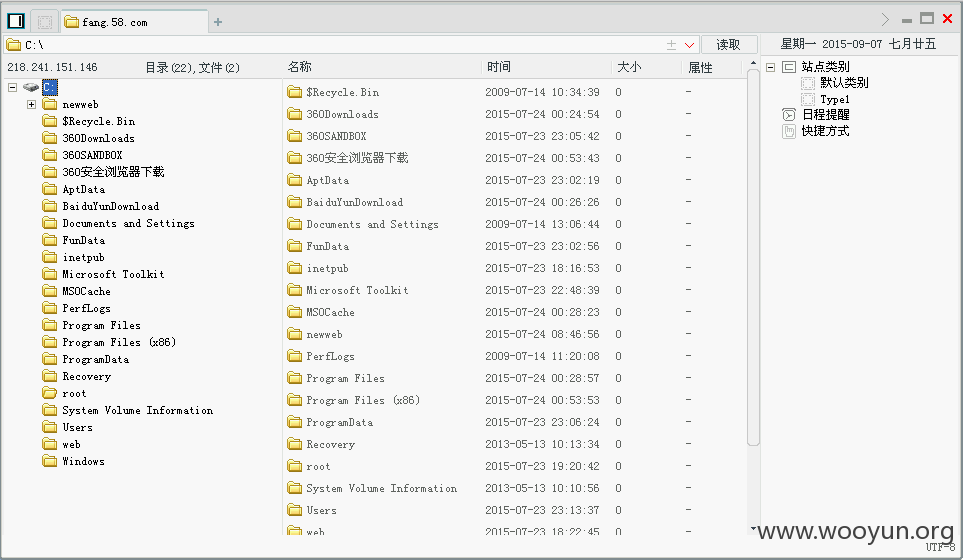 fang.58.com
C:\
读取
星期一 2015-09-07 七月廿五
218.241.151.146 目录(22),文件(2)
C:
newweb
$Recycle.Bin
360Downloads
360SANDBOX
360安全浏览器下载
AptData
BaiduYunDownload
Documents and Settings
FunData
inetpub
Microsoft Toolkit
MSOCache
PerfLogs
Program Files
Program Files (x86)
ProgramData
Recovery
root
System Volume Information
Users
web
Windows
名称 时间 大小 属性
$Recycle.Bin 2009-07-14 10:34:39 0 -
360Downloads 2015-07-24 00:24:54 0 -
360SANDBOX 2015-07-23 23:05:42 0 -
360安全浏览器下载 2015-07-24 00:53:43 0 -
AptData 2015-07-23 23:02:19 0 -
BaiduYunDownload 2015-07-24 00:26:26 0 -
Documents and Settings 2009-07-14 13:06:44 0 -
FunData 2015-07-23 23:02:56 0 -
inetpub 2015-07-23 18:16:53 0 -
Microsoft Toolkit 2015-07-23 22:48:39 0 -
MSOCache 2015-07-24 00:28:23 0 -
newweb 2015-07-24 08:46:56 0 -
PerfLogs 2009-07-14 11:20:08 0 -
Program Files 2015-07-24 00:28:57 0 -
Program Files (x86) 2015-07-24 00:53:53 0 -
ProgramData 2015-07-23 23:06:24 0 -
Recovery 2013-05-13 10:13:34 0 -
root 2015-07-23 19:20:42 0 -
System Volume Information 2013-05-13 10:10:56 0 -
Users 2015-07-23 23:13:37 0 -
web 2015-07-23 18:22:45 0 -
站点类别
默认类别
Type1
日程提醒
快捷方式
www.wooyun.org
UTF-8